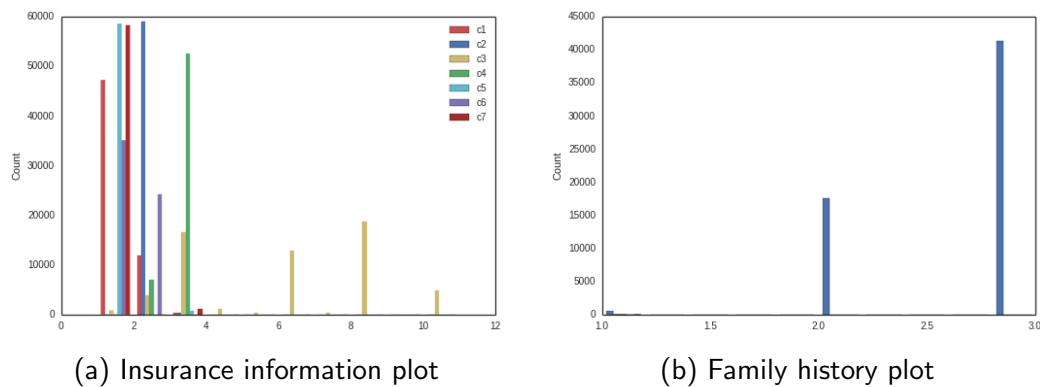 60000
50000
40000
30000
20000
10000
0
Count
0 2 4 6 8 10 12
c1
c2
c3
c4
c5
c6
c7
(a) Insurance information plot
45000
40000
35000
30000
25000
20000
15000
10000
5000
0
Count
1.0 1.5 2.0 2.5 3.0
(b) Family history plot